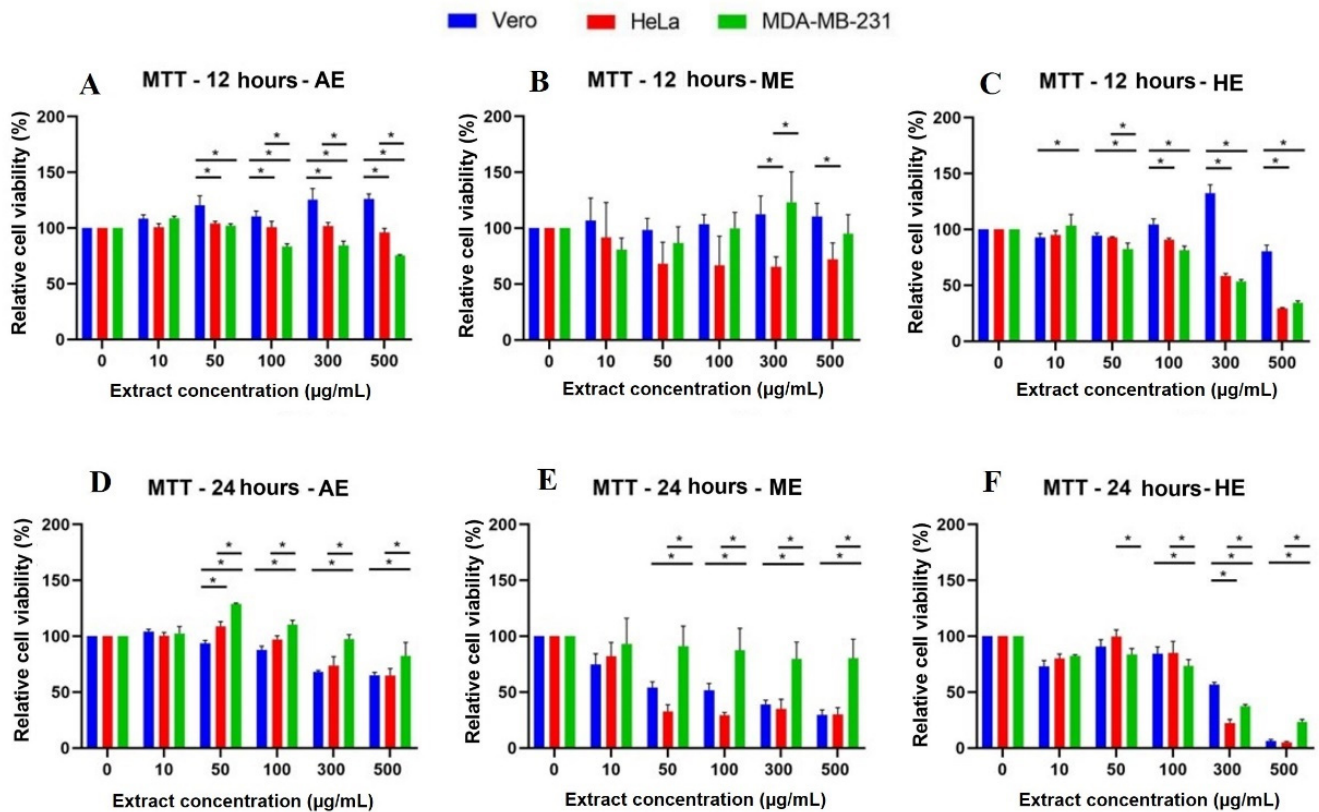 Vero HeLa MDA-MB-231
A MTT - 12 hours - AE
Relative cell viability (%)
200
150
100
50
0
* * *
* * * *
* * * *
0 10 50 100 300 500
Extract concentration (µg/mL)
B MTT - 12 hours - ME
Relative cell viability (%)
200
150
100
50
0
*
* *
0 10 50 100 300 500
Extract concentration (µg/mL)
C MTT - 12 hours - HE
Relative cell viability (%)
200
150
100
50
0
*
* * * * *
* * *
0 10 50 100 300 500
Extract concentration (µg/mL)
D MTT - 24 hours - AE
Relative cell viability (%)
200
150
100
50
0
* * * *
* * * *
*
0 10 50 100 300 500
Extract concentration (µg/mL)
E MTT - 24 hours - ME
Relative cell viability (%)
200
150
100
50
0
* * * *
* * * *
0 10 50 100 300 500
Extract concentration (µg/mL)
F MTT - 24 hours - HE
Relative cell viability (%)
200
150
100
50
0
* * * *
* * *
*
0 10 50 100 300 500
Extract concentration (µg/mL)